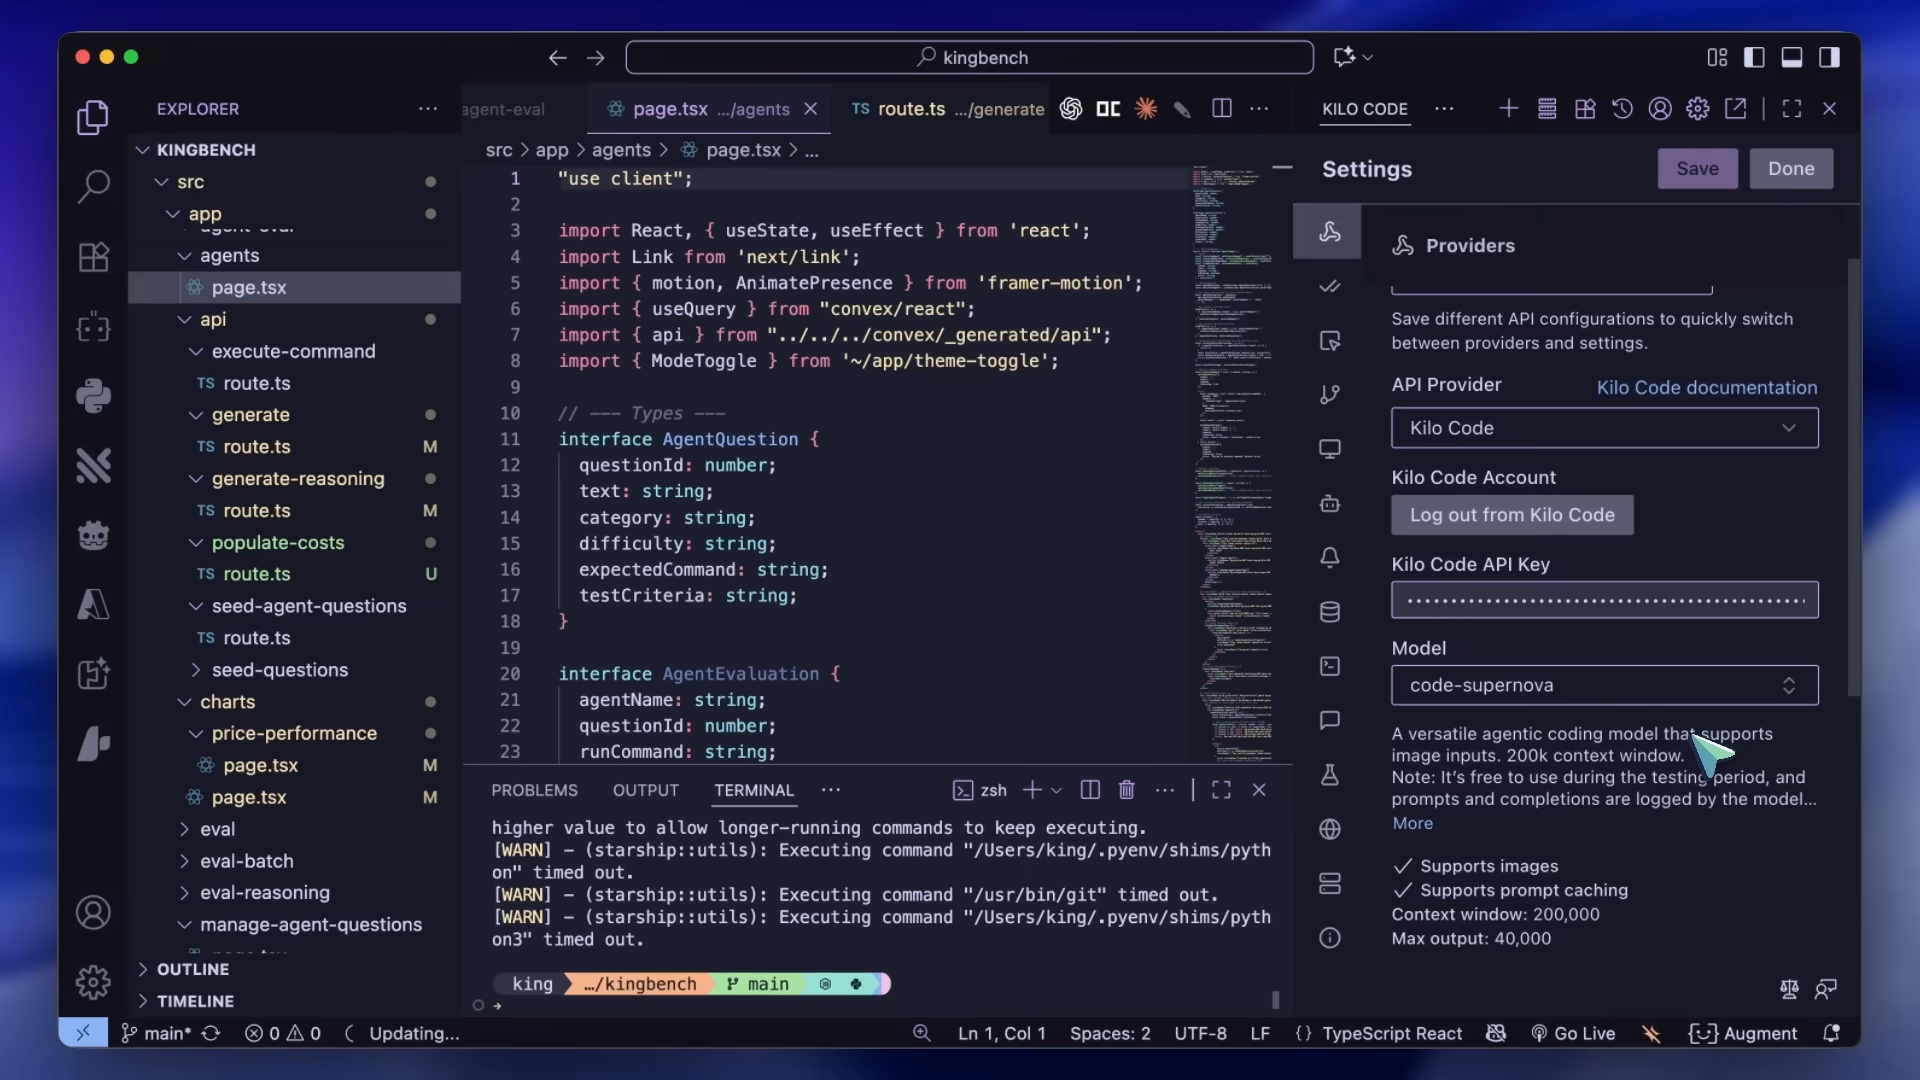 kingbench
EXPLORER
KINGBENCH
src
app
agents
page.tsx
api
execute-command
TS route.ts
generate
TS route.ts M
generate-reasoning
TS route.ts M
populate-costs
TS route.ts U
seed-agent-questions
TS route.ts
seed-questions
charts
price-performance
page.tsx M
page.tsx M
eval
eval-batch
eval-reasoning
manage-agent-questions
OUTLINE
TIMELINE
agent-eval
page.tsx .../agents
TS route.ts .../generate
src > app > agents > page.tsx > ...
1 "use client";
2
3 import React, { useState, useEffect } from 'react';
4 import Link from 'next/link';
5 import { motion, AnimatePresence } from 'framer-motion';
6 import { useQuery } from "convex/react";
7 import { api } from "../../../convex/_generated/api";
8 import { ModeToggle } from '~/app/theme-toggle';
9
10 // --- Types ---
11 interface AgentQuestion {
12 questionId: number;
13 text: string;
14 category: string;
15 difficulty: string;
16 expectedCommand: string;
17 testCriteria: string;
18 }
19
20 interface AgentEvaluation {
21 agentName: string;
22 questionId: number;
23 runCommand: string;
PROBLEMS OUTPUT TERMINAL ...
zsh
higher value to allow longer-running commands to keep executing.
[WARN] - (starship::utils): Executing command "/Users/king/.pyenv/shims/pyth
on" timed out.
[WARN] - (starship::utils): Executing command "/usr/bin/git" timed out.
[WARN] - (starship::utils): Executing command "/Users/king/.pyenv/shims/pyth
on3" timed out.
king …/kingbench main
KILO CODE
Settings
Save
Done
Providers
Save different API configurations to quickly switch
between providers and settings.
API Provider
Kilo Code documentation
Kilo Code
Kilo Code Account
Log out from Kilo Code
Kilo Code API Key
Model
code-supernova
A versatile agentic coding model that supports
image inputs. 200k context window.
Note: It's free to use during the testing period, and
prompts and completions are logged by the model...
More
Supports images
Supports prompt caching
Context window: 200,000
Max output: 40,000
main* 0 0 Updating...
Ln 1, Col 1 Spaces: 2 UTF-8 LF {} TypeScript React Go Live Augment